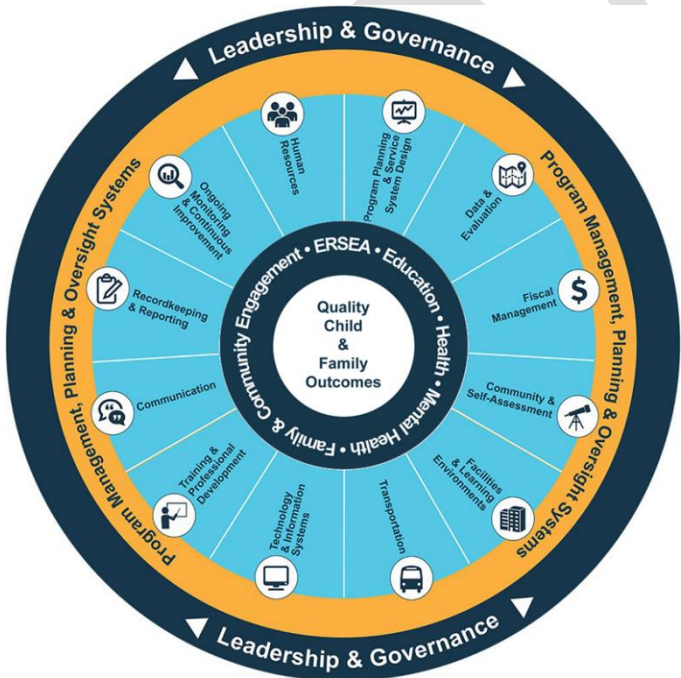 Leadership & Governance
Program Management, Planning & Oversight Systems
Program Management, Planning & Oversight Systems
Human
Resources
Program Planning
& Service
System Design
Data &
Evaluation
Fiscal
Management
$
Community &
Self-Assessment
Facilities
& Learning
Environments
Transportation
Technology
& Information
Systems
Training &
Professional
Development
Communication
Recordkeeping
& Reporting
Ongoing
Monitoring
& Continuous
Improvement
Family & Community Engagement • ERSEA • Education • Health • Mental Health •
Quality
Child
&
Family
Outcomes
Leadership & Governance